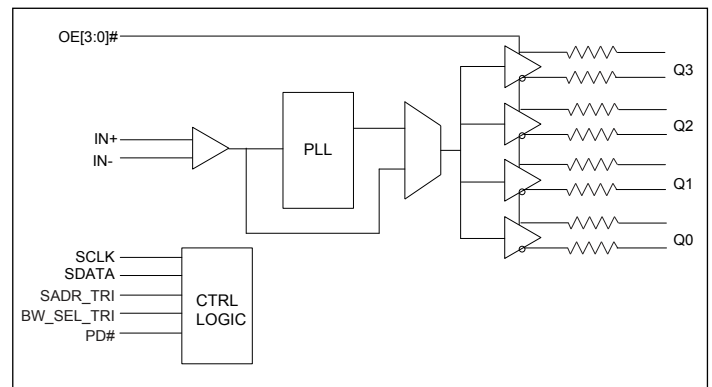 OE[3:0]#
Q3
Q2
IN+
IN-
PLL
Q1
Q0
SCLK
SDATA
SADR_TRI
BW_SEL_TRI
PD#
CTRL
LOGIC